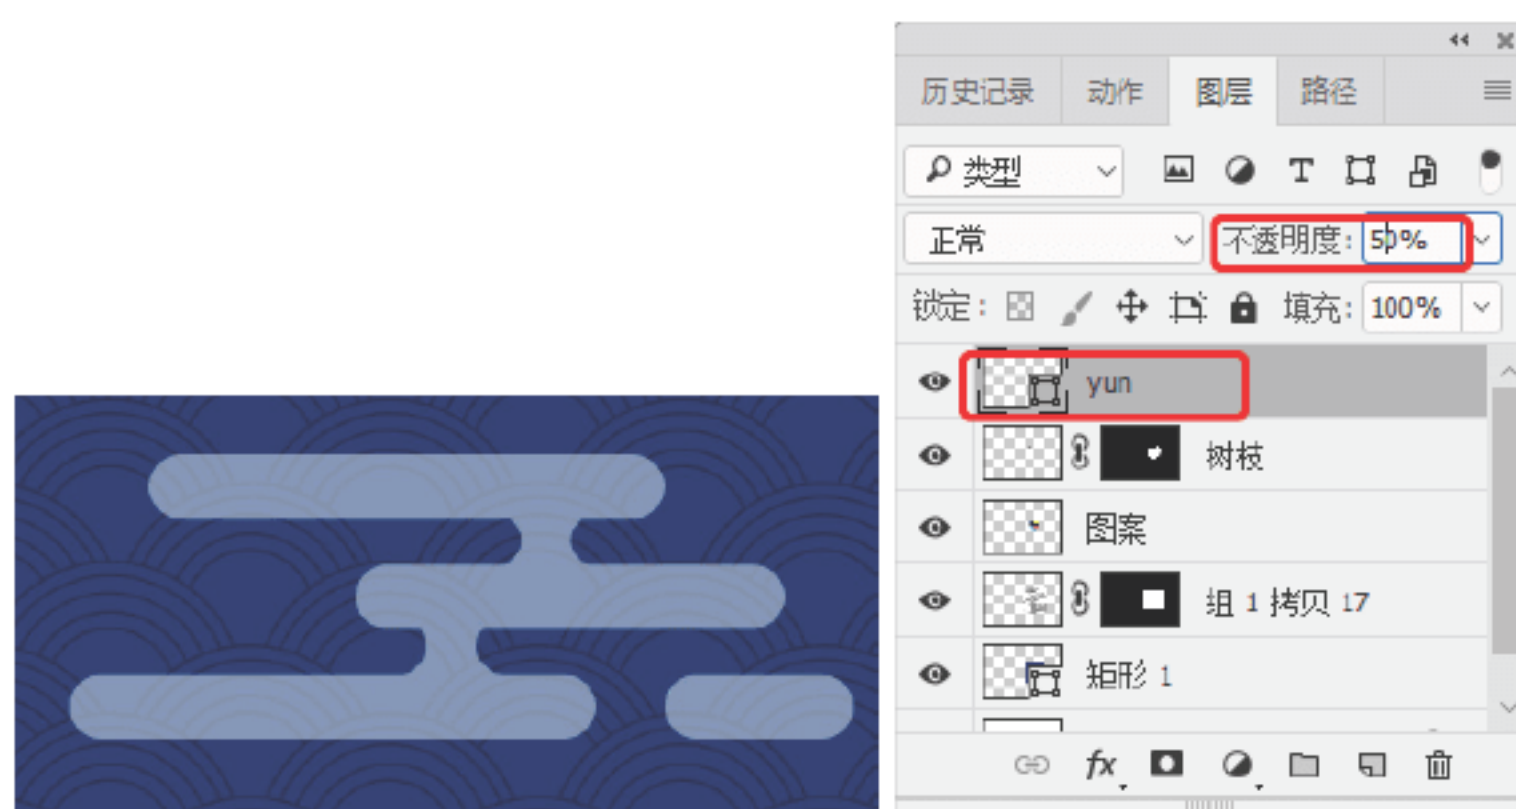 历史记录 动作 图层 路径
类型
正常 不透明度: 50%
锁定: 填充: 100%
yun
树枝
图案
组 1 拷贝 17
矩形 1
fx